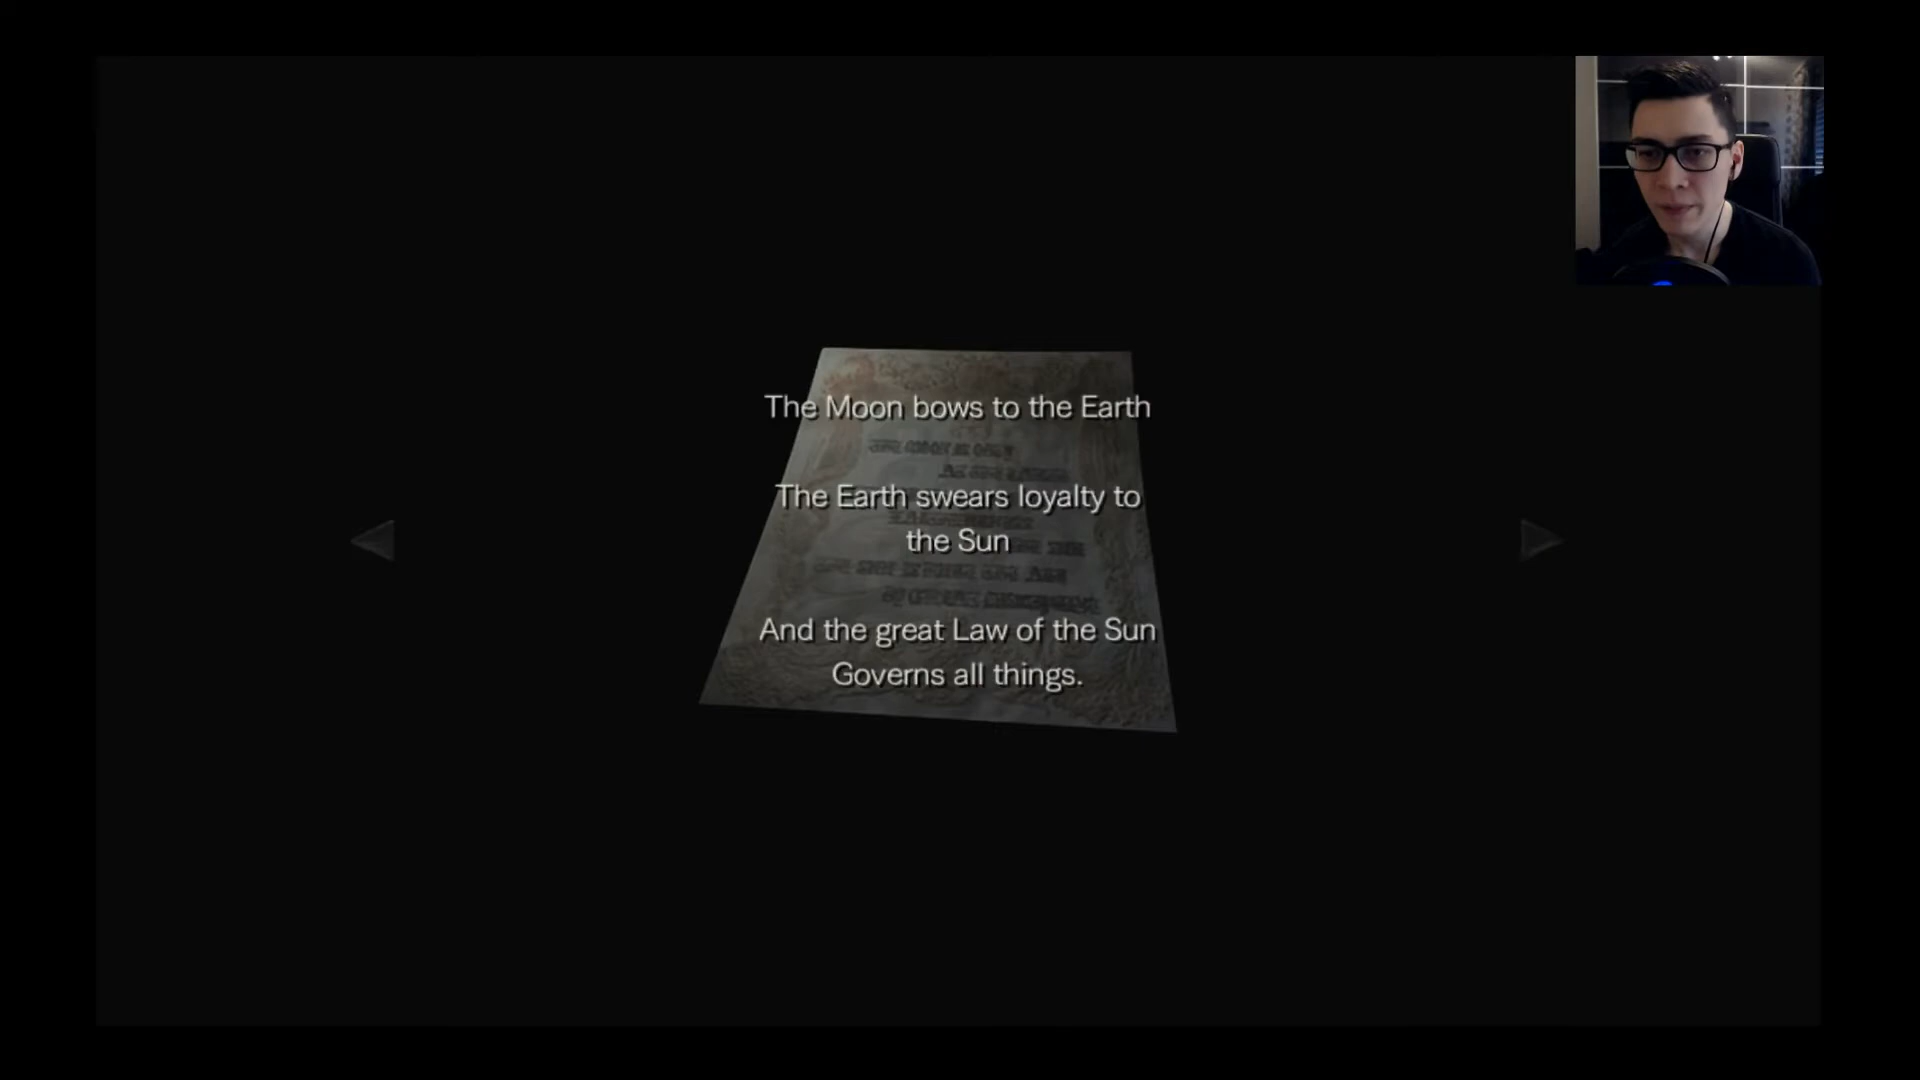 The Moon bows to the Earth
The Earth swears loyalty to
the Sun
And the great Law of the Sun
Governs all things.